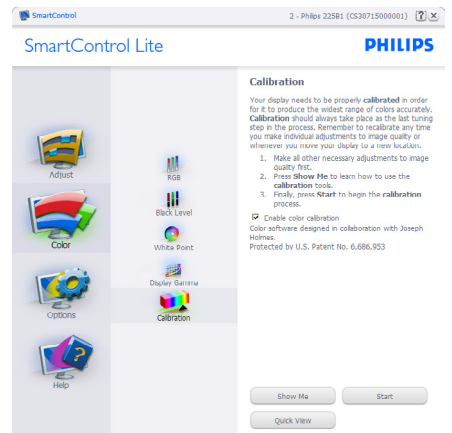 SmartControl
2 - Philips 225B1 (CS30715000001)
SmartControl Lite
PHILIPS
Adjust
Color
Options
Help
RGB
Black Level
White Point
Display Gamma
Calibration
Calibration
Your display needs to be properly calibrated in order
for it to produce the widest range of colors accurately.
Calibration should always take place as the last tuning
step in the process. Remember to recalibrate any time
you make individual adjustments to image quality or
whenever you move your display to a new location.
1. Make all other necessary adjustments to image
quality first.
2. Press Show Me to learn how to use the
calibration tools.
3. Finally, press Start to begin the calibration
process.
Enable color calibration
Color software designed in collaboration with Joseph
Holmes.
Protected by U.S. Patent No. 6,686,953
Show Me
Start
Quick View